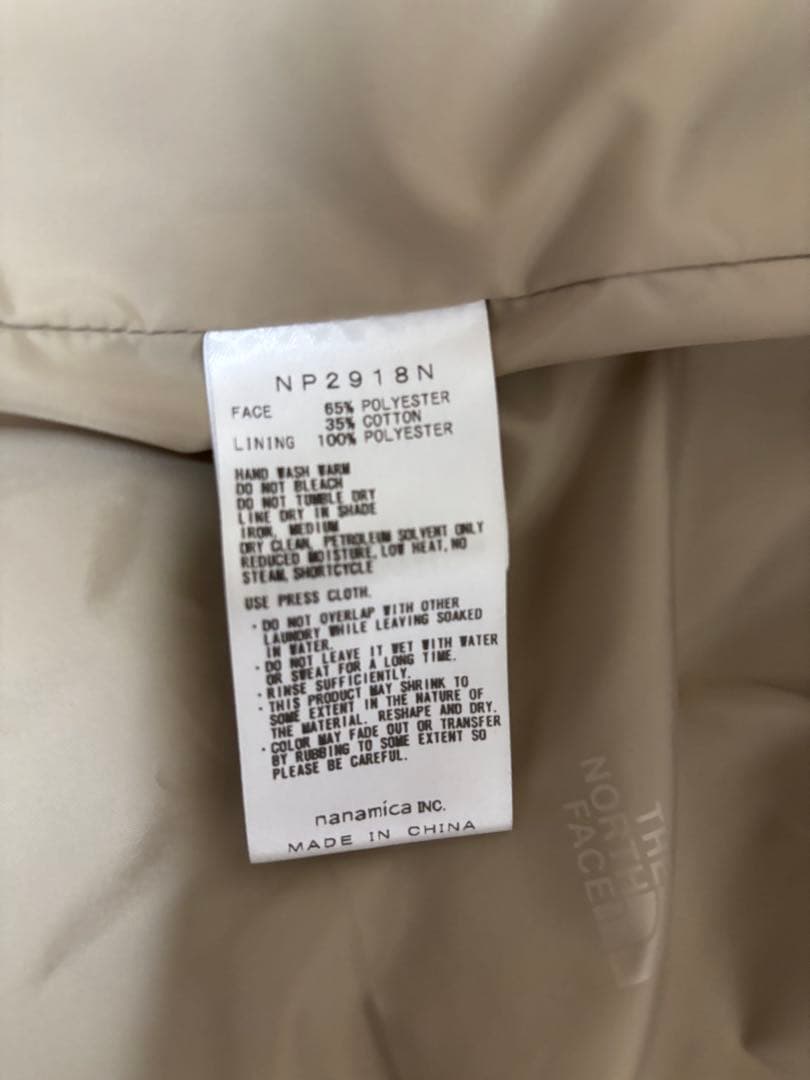 NP2918N
FACE 65% POLYESTER
35% COTTON
LINING 100% POLYESTER
HAND WASH WARM
DO NOT BLEACH
DO NOT TUMBLE DRY
LINE DRY IN SHADE
IRON, MEDIUM
DRY CLEAN, PETROLEUM SOLVENT ONLY
REDUCED MOISTURE, LOW HEAT, NO
STEAM, SHORTCYCLE
USE PRESS CLOTH.
・DO NOT OVERLAP WITH OTHER
LAUNDRY WHILE LEAVING SOAKED
IN WATER.
・DO NOT LEAVE IT WET WITH WATER
OR SWEAT FOR A LONG TIME.
・RINSE SUFFICIENTLY.
・THIS PRODUCT MAY SHRINK TO
SOME EXTENT IN THE NATURE OF
THE MATERIAL. RESHAPE AND DRY.
・COLOR MAY FADE OUT OR TRANSFER
BY RUBBING TO SOME EXTENT SO
PLEASE BE CAREFUL.
nanamica INC.
MADE IN CHINA
THE
NORTH
FACE